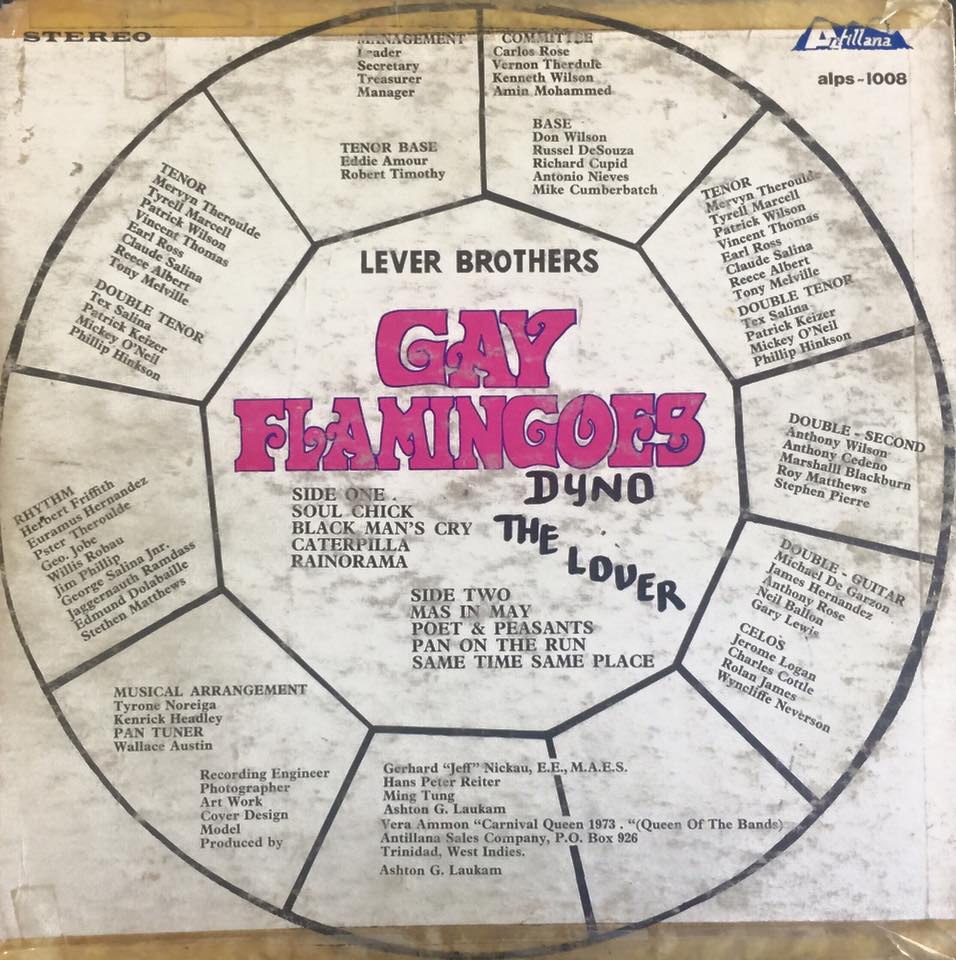 STEREO
Antillana
alps-1008
MANAGEMENT COMMITTEE
Leader Carlos Rose
Secretary Vernon Therdule
Treasurer Kenneth Wilson
Manager Amin Mohammed
TENOR BASE
Eddie Amour
Robert Timothy
BASE
Don Wilson
Russel DeSouza
Richard Cupid
Antonio Nieves
Mike Cumberbatch
TENOR
Mervyn Theroulde
Tyrell Marcell
Patrick Wilson
Vincent Thomas
Earl Ross
Claude Salina
Reece Albert
Tony Melville
DOUBLE TENOR
Tex Salina
Patrick Keizer
Mickey O'Neil
Phillip Hinkson
TENOR
Mervyn Theroulde
Tyrell Marcell
Patrick Wilson
Vincent Thomas
Earl Ross
Claude Salina
Reece Albert
Tony Melville
DOUBLE TENOR
Tex Salina
Patrick Keizer
Mickey O'Neil
Phillip Hinkson
LEVER BROTHERS
GAY
FLAMINGOES
DYNO
THE
LOVER
SIDE ONE .
SOUL CHICK
BLACK MAN'S CRY
CATERPILLA
RAINORAMA
SIDE TWO
MAS IN MAY
POET & PEASANTS
PAN ON THE RUN
SAME TIME SAME PLACE
DOUBLE - SECOND
Anthony Wilson
Anthony Cedeno
Marshalll Blackburn
Roy Matthews
Stephen Pierre
RHYTHM
Herbert Griffith
Euramus Hernandez
Pster Theroulde
Geo. Jobe
Willis Robau
Jim Phillip
George Salina Jnr.
Jaggernauth Ramdass
Edmund Dolabaille
Stethen Matthews
DOUBLE - GUITAR
Michael De Garzon
James Hernandez
Anthony Rose
Neil Ballon
Gary Lewis
CELOS
Jerome Logan
Charles Cottle
Rolan James
Wyncliffe Neverson
MUSICAL ARRANGEMENT
Tyrone Noreiga
Kenrick Headley
PAN TUNER
Wallace Austin
Recording Engineer Gerhard "Jeff" Nickau, E.E., M.A.E.S.
Photographer Hans Peter Reiter
Art Work Ming Tung
Cover Design Ashton G. Laukam
Model Vera Ammon "Carnival Queen 1973 . "(Queen Of The Bands)
Produced by Antillana Sales Company, P.O. Box 926
Trinidad, West Indies.
Ashton G. Laukam